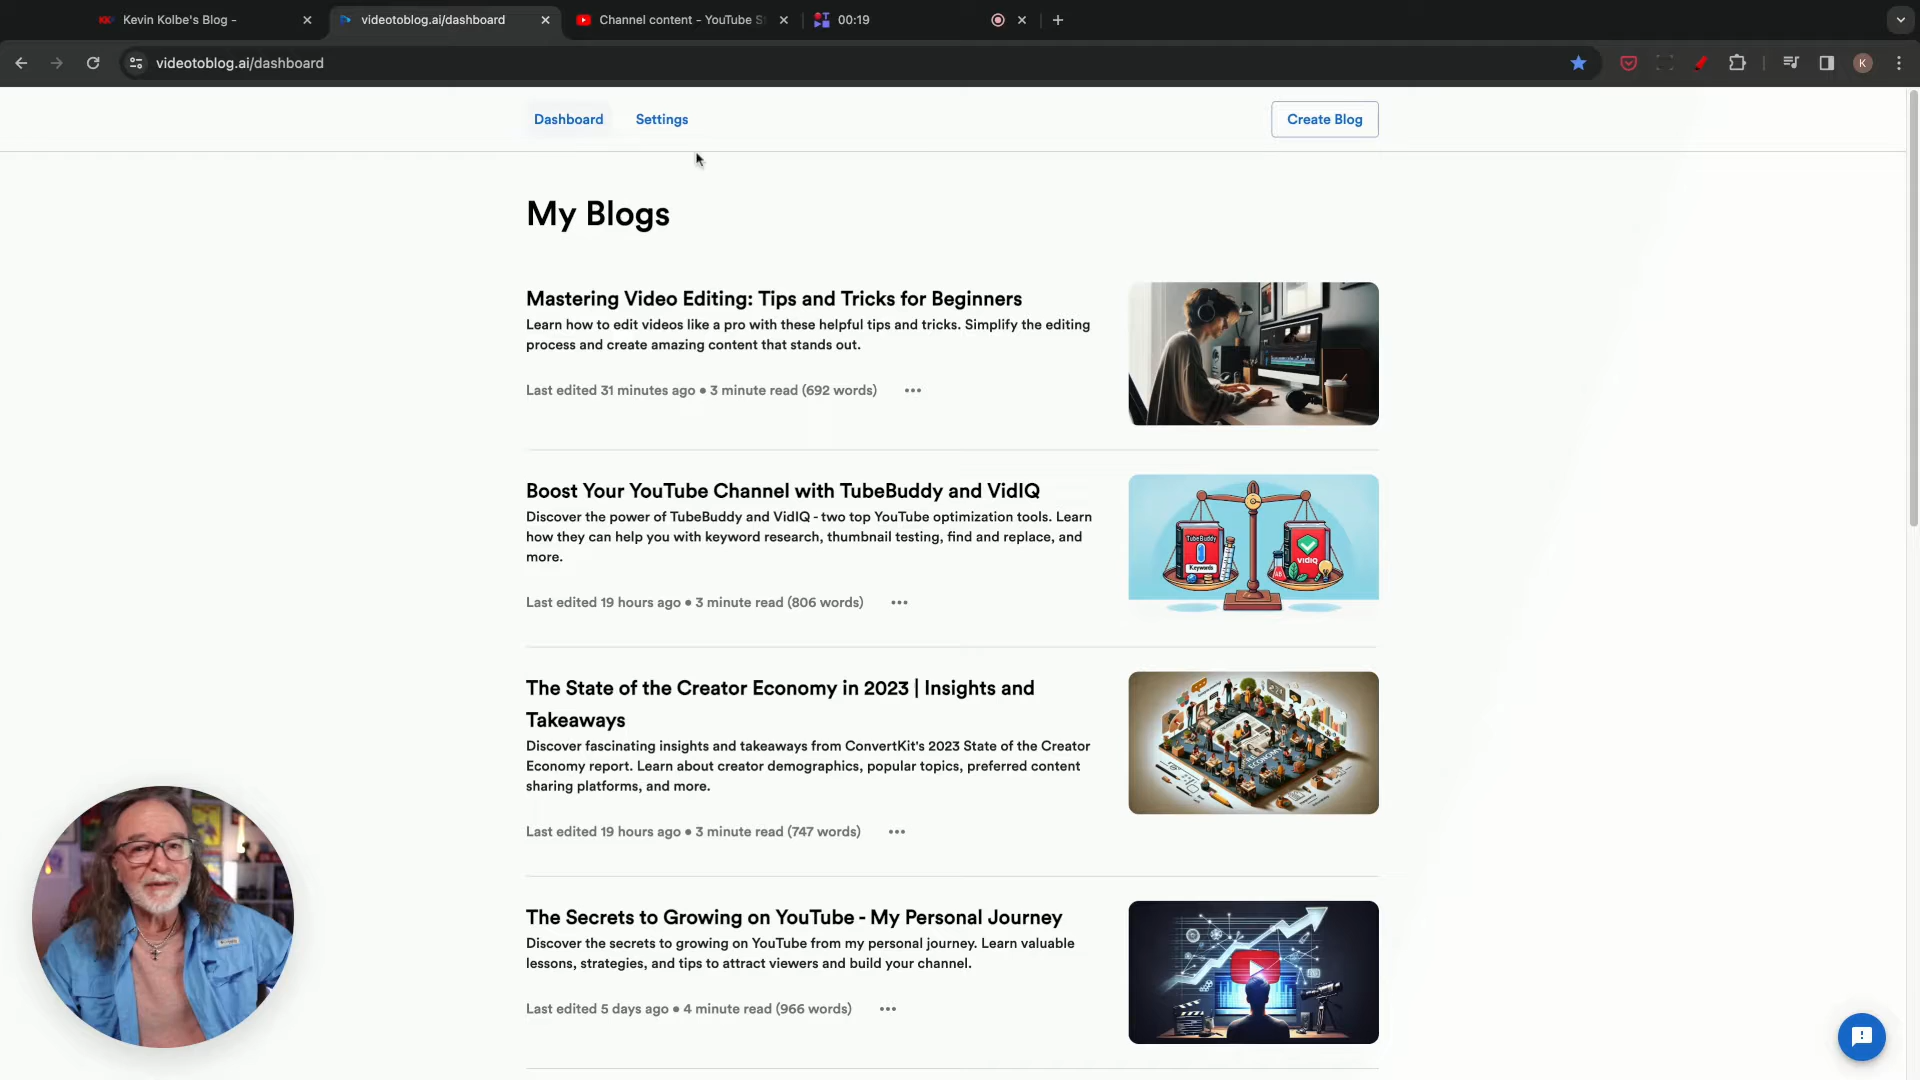 Kevin Kolbe's Blog -
videotoblog.ai/dashboard
Channel content - YouTube S
00:19
videotoblog.ai/dashboard
K
Dashboard
Settings
Create Blog
My Blogs
Mastering Video Editing: Tips and Tricks for Beginners
Learn how to edit videos like a pro with these helpful tips and tricks. Simplify the editing
process and create amazing content that stands out.
Last edited 31 minutes ago • 3 minute read (692 words)
Boost Your YouTube Channel with TubeBuddy and VidIQ
Discover the power of TubeBuddy and VidIQ - two top YouTube optimization tools. Learn
how they can help you with keyword research, thumbnail testing, find and replace, and
more.
Last edited 19 hours ago • 3 minute read (806 words)
TubeBuddy
Keywords
vidiq
The State of the Creator Economy in 2023 | Insights and
Takeaways
Discover fascinating insights and takeaways from ConvertKit's 2023 State of the Creator
Economy report. Learn about creator demographics, popular topics, preferred content
sharing platforms, and more.
Last edited 19 hours ago • 3 minute read (747 words)
The Secrets to Growing on YouTube - My Personal Journey
Discover the secrets to growing on YouTube from my personal journey. Learn valuable
lessons, strategies, and tips to attract viewers and build your channel.
Last edited 5 days ago • 4 minute read (966 words)